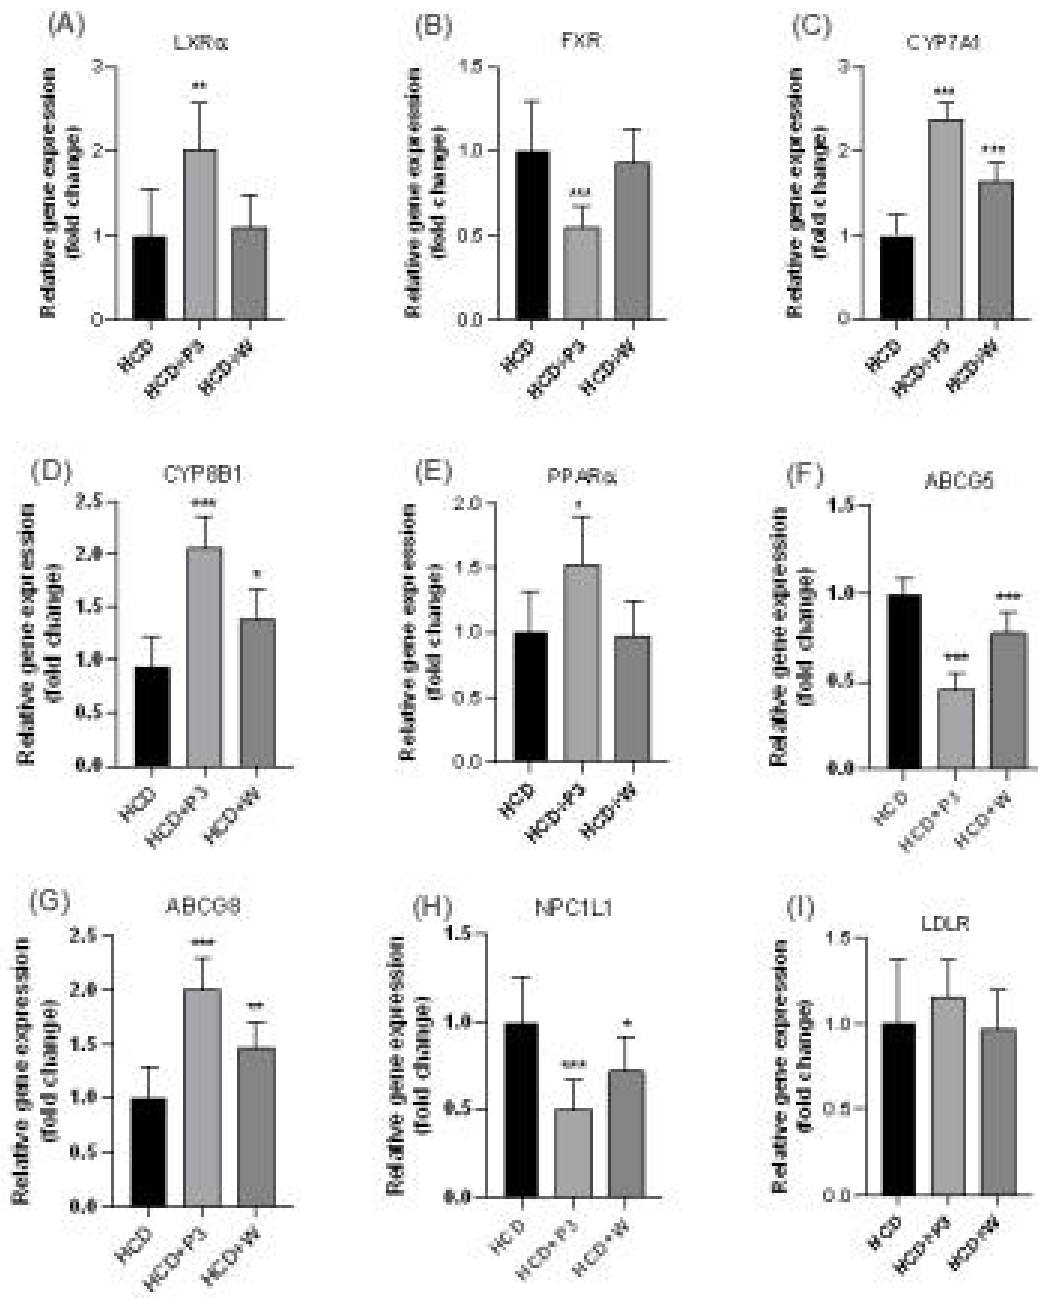 (A)
LXRα
Relative gene expression
(fold change)
3
2
1
0
**
HCD
HCD+P3
HCD+W
(B)
FXR
Relative gene expression
(fold change)
1.5
1.0
0.5
0.0
***
HCD
HCD+P3
HCD+W
(C)
CYP7A1
Relative gene expression
(fold change)
3
2
1
0
***
***
HCD
HCD+P3
HCD+W
(D)
CYP8B1
Relative gene expression
(fold change)
2.5
2.0
1.5
1.0
0.5
0.0
***
*
HCD
HCD+P3
HCD+W
(E)
PPARα
Relative gene expression
(fold change)
2.0
1.5
1.0
0.5
0.0
*
HCD
HCD+P3
HCD+W
(F)
ABCG5
Relative gene expression
(fold change)
1.5
1.0
0.5
0.0
***
***
HCD
HCD+P3
HCD+W
(G)
ABCG8
Relative gene expression
(fold change)
2.5
2.0
1.5
1.0
0.5
0.0
***
**
HCD
HCD+P3
HCD+W
(H)
NPC1L1
Relative gene expression
(fold change)
1.5
1.0
0.5
0.0
***
*
HCD
HCD+P3
HCD+W
(I)
LDLR
Relative gene expression
(fold change)
1.5
1.0
0.5
0.0
HCD
HCD+P3
HCD+W